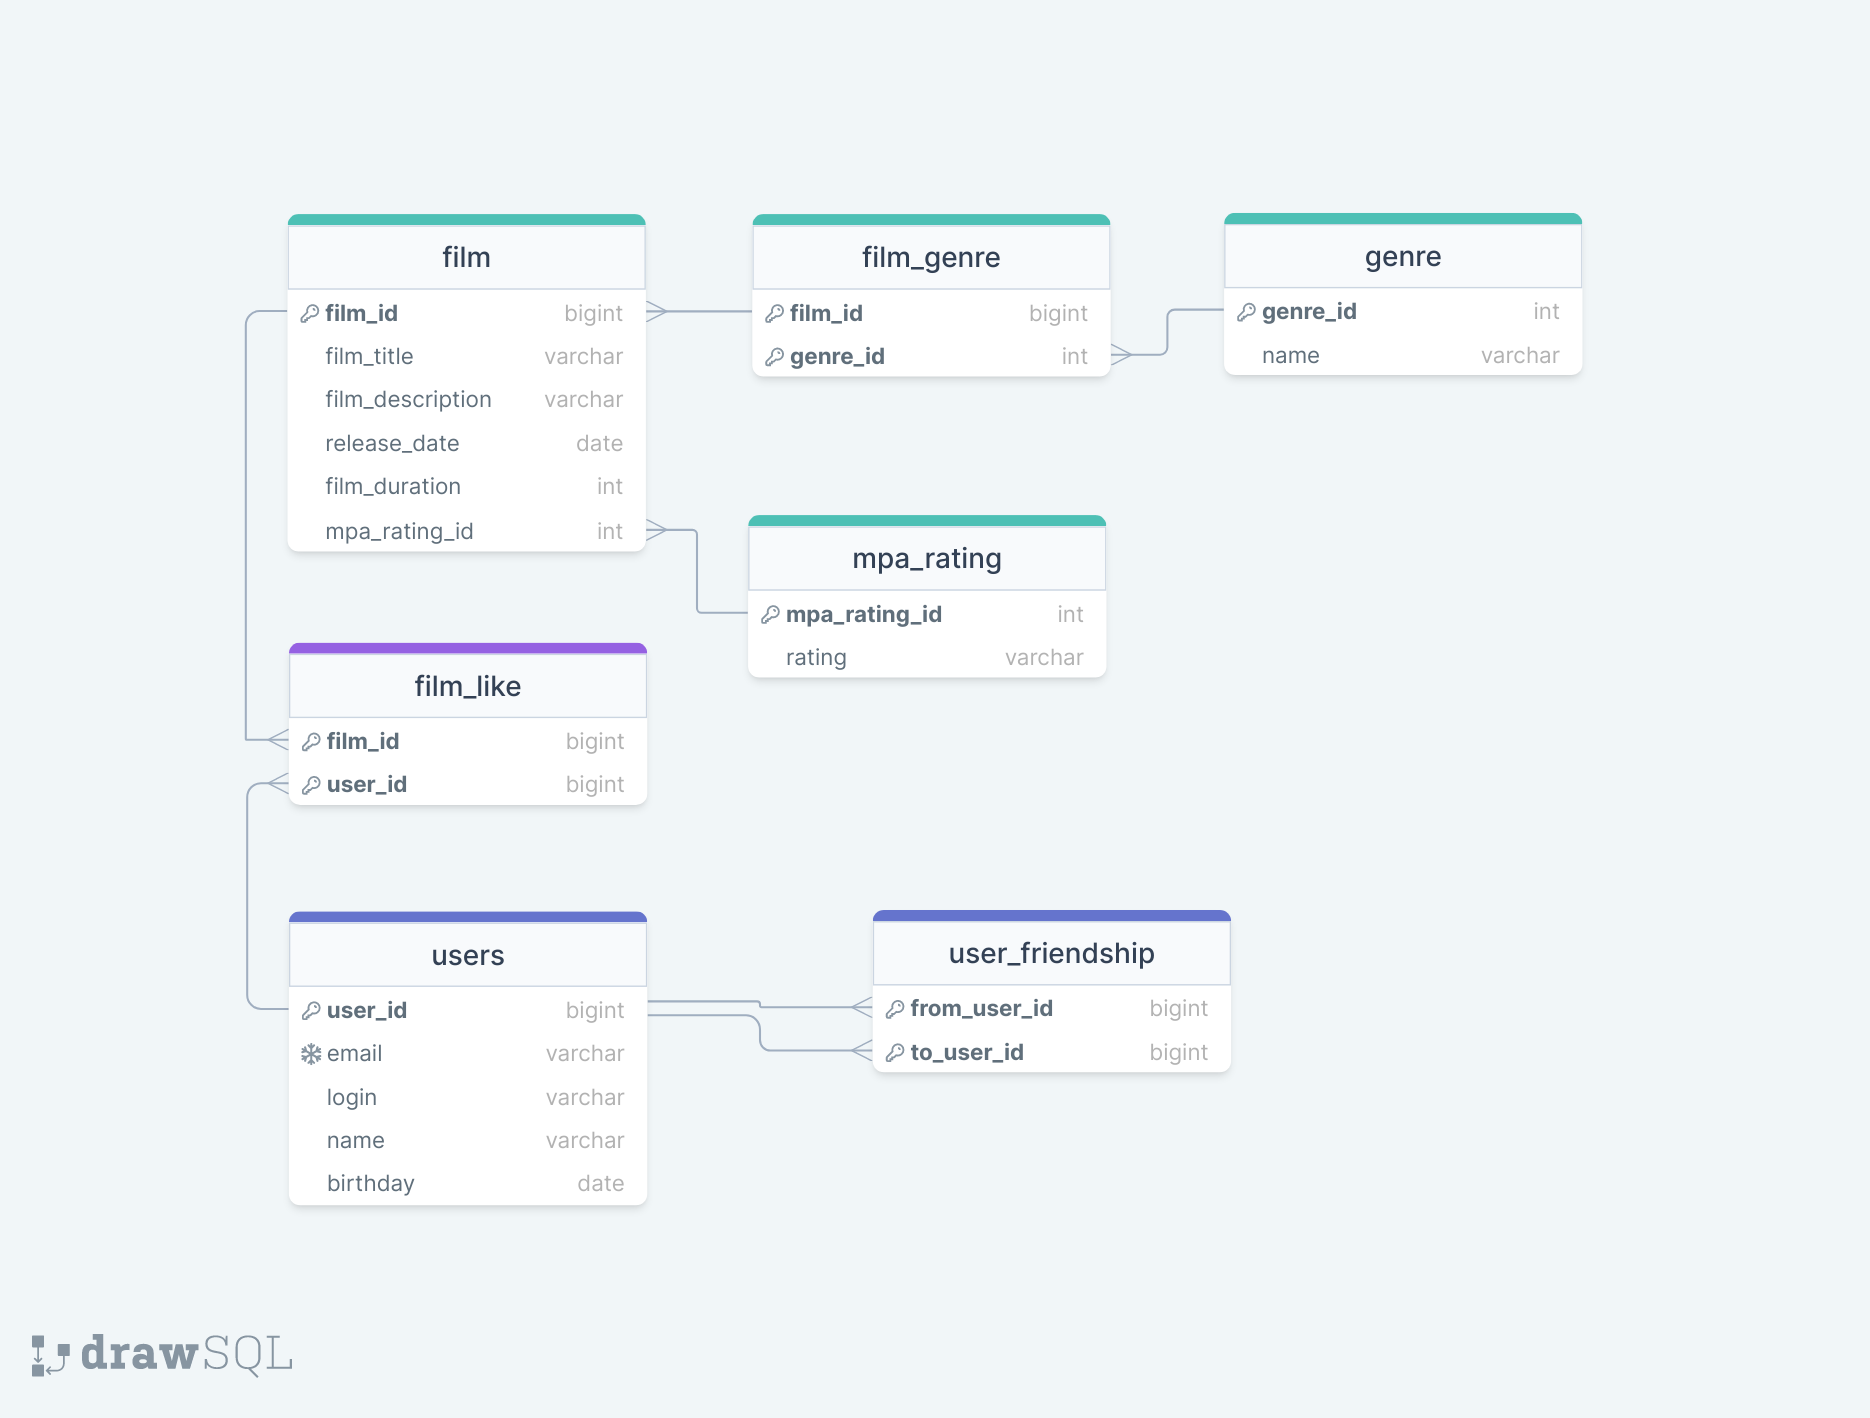 film
film_id bigint
film_title varchar
film_description varchar
release_date date
film_duration int
mpa_rating_id int
film_genre
film_id bigint
genre_id int
genre
genre_id int
name varchar
mpa_rating
mpa_rating_id int
rating varchar
film_like
film_id bigint
user_id bigint
users
user_id bigint
email varchar
login varchar
name varchar
birthday date
user_friendship
from_user_id bigint
to_user_id bigint
drawSQL